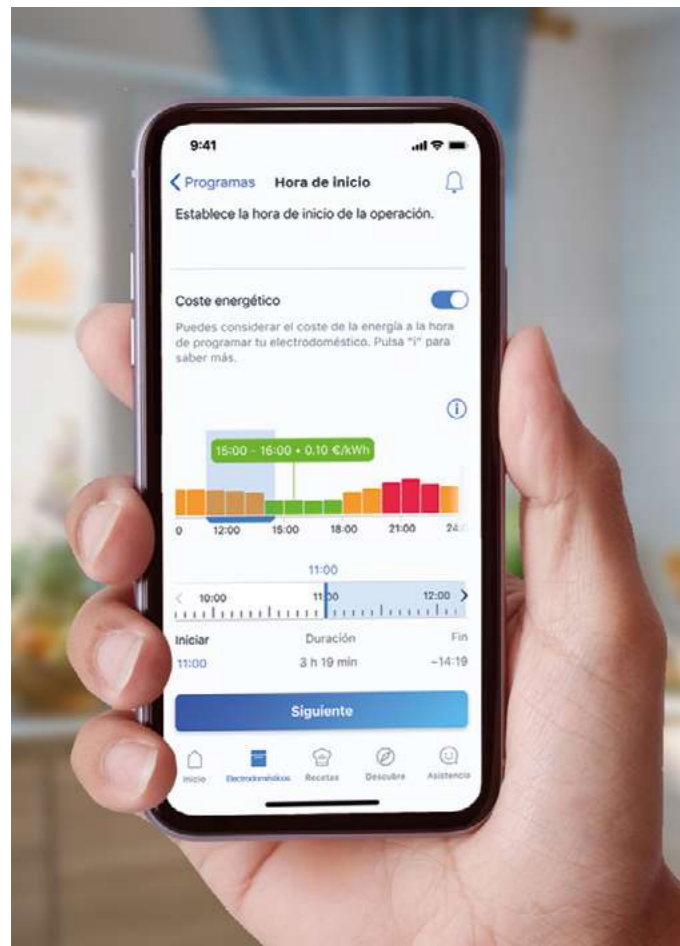 9:41
Programas Hora de inicio
Establece la hora de inicio de la operación.
Coste energético
Puedes considerar el coste de la energía a la hora
de programar tu electrodoméstico. Pulsa "i" para
saber más.
i
15:00 - 16:00 • 0.10 €/kWh
0 12:00 15:00 18:00 21:00 24:0
11:00
10:00 11:00 12:00
Iniciar Duración Fin
11:00 3 h 19 min ~14:19
Siguiente
Inicio Electrodomésticos Recetas Descubre Asistencia